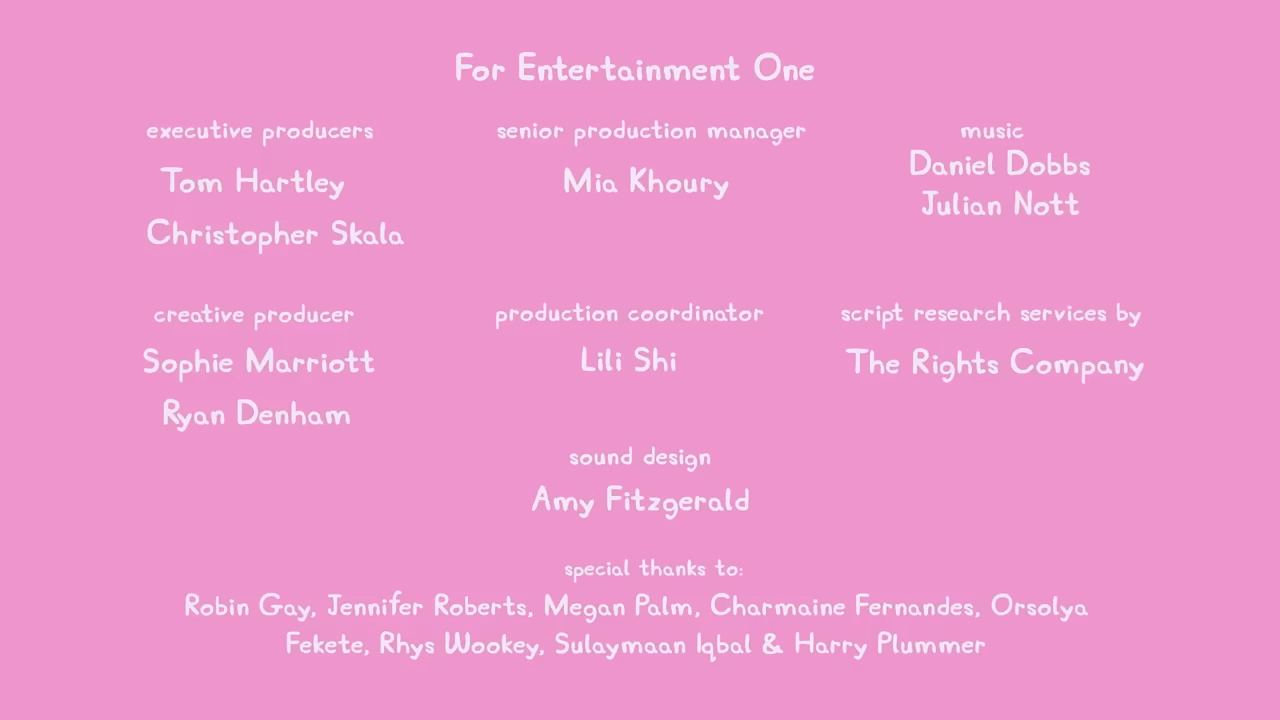 For Entertainment One
executive producers
Tom Hartley
Christopher Skala
senior production manager
Mia Khoury
music
Daniel Dobbs
Julian Nott
creative producer
Sophie Marriott
Ryan Denham
production coordinator
Lili Shi
script research services by
The Rights Company
sound design
Amy Fitzgerald
special thanks to:
Robin Gay, Jennifer Roberts, Megan Palm, Charmaine Fernandes, Orsolya
Fekete, Rhys Wookey, Sulaymaan Iqbal & Harry Plummer